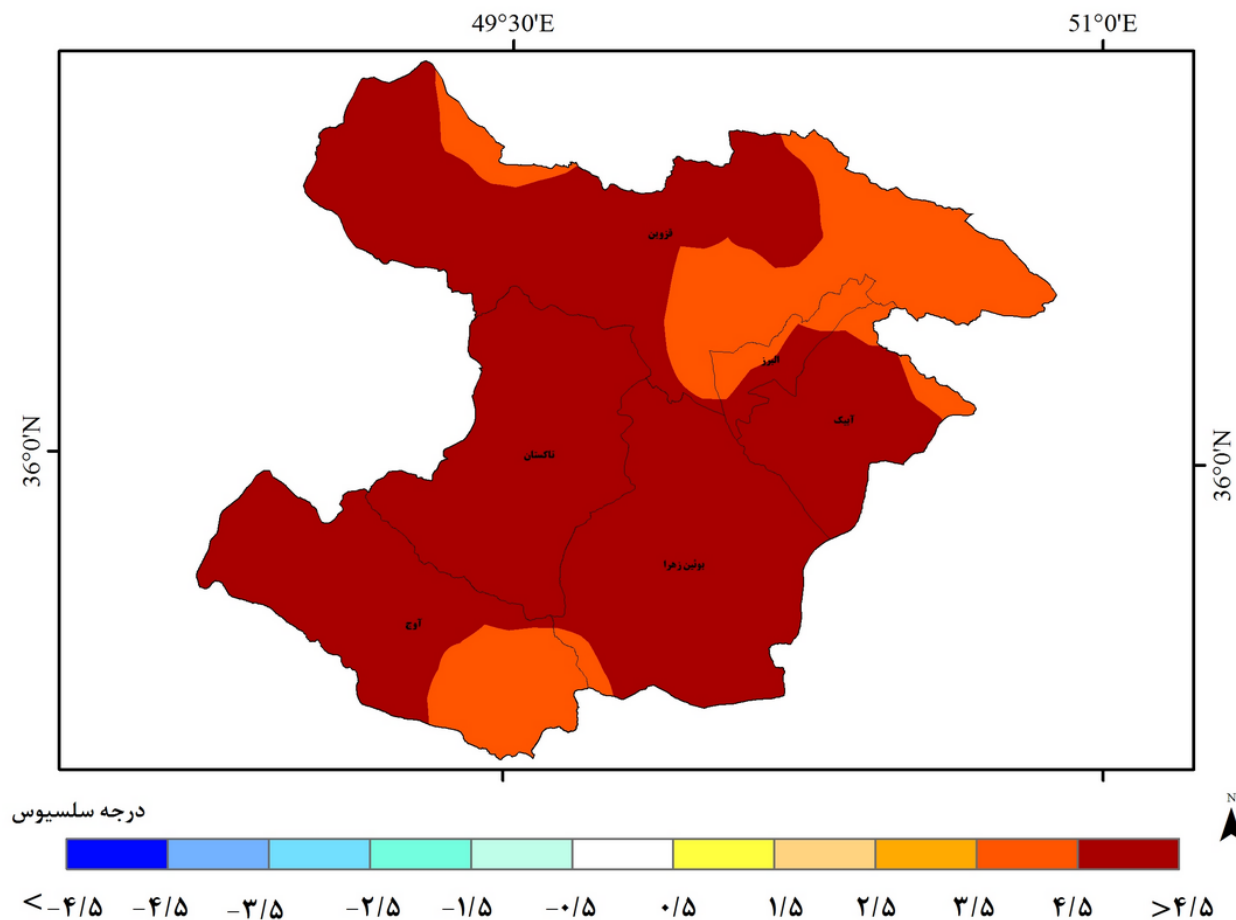 49°30'E 51°0'E
قزوین
البرز
آبیک
36°0'N 36°0'N
تاکستان
بوئین زهرا
آوج
درجه سلسیوس
N
<-۴/۵ -۴/۵ -۳/۵ -۲/۵ -۱/۵ -۰/۵ ۰/۵ ۱/۵ ۲/۵ ۳/۵ ۴/۵ >۴/۵